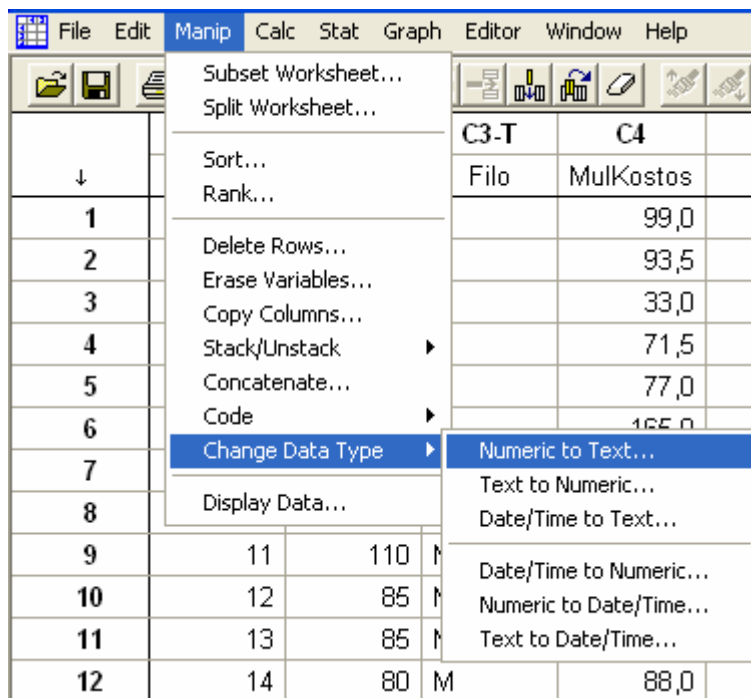 File Edit Manip Calc Stat Graph Editor Window Help
Subset Worksheet...
Split Worksheet...
Sort...
Rank...
Delete Rows...
Erase Variables...
Copy Columns...
Stack/Unstack
Concatenate...
Code
Change Data Type
Display Data...
Numeric to Text...
Text to Numeric...
Date/Time to Text...
Date/Time to Numeric...
Numeric to Date/Time...
Text to Date/Time...
C3-T C4
↓ Filo MulKostos
1 99,0
2 93,5
3 33,0
4 71,5
5 77,0
6 165,0
7
8
9 11 110
10 12 85
11 13 85
12 14 80 M 88,0